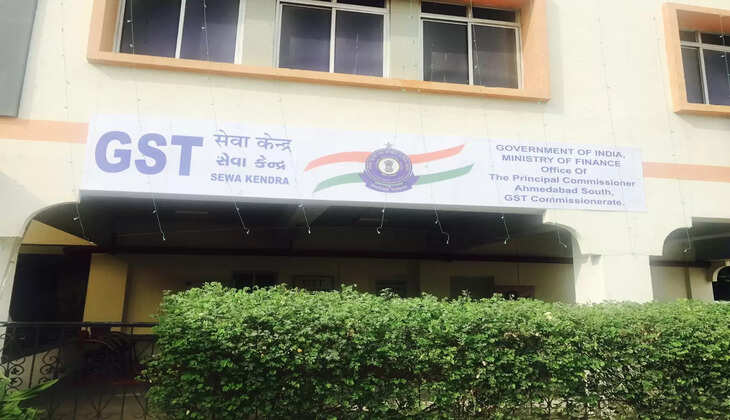 GST
सेवा केन्द्र
સેવા કેન્દ્ર
SEWA KENDRA
GOVERNMENT OF INDIA,
MINISTRY OF FINANCE
Office Of
The Principal Commissioner
Ahmedabad South,
GST Commissionerate.